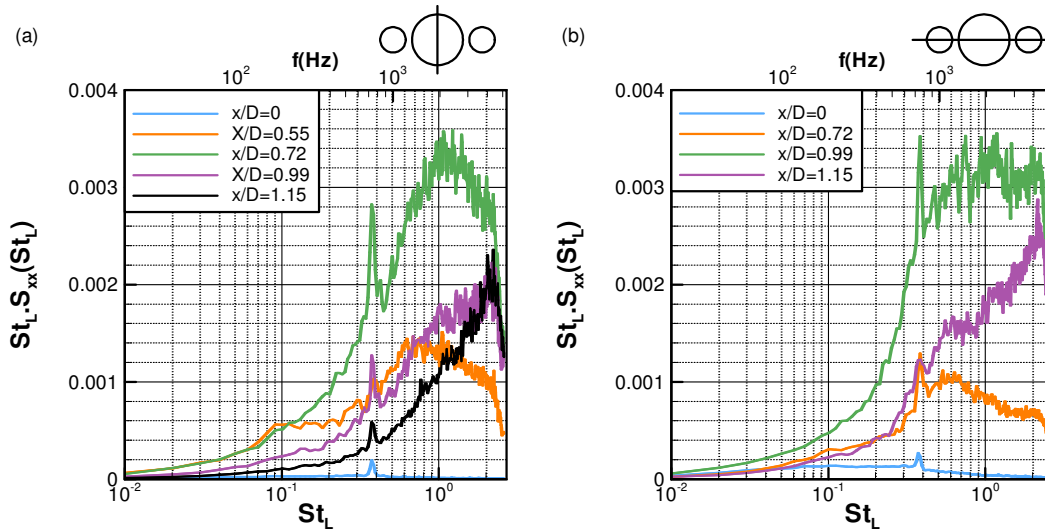 (a)
f(Hz)
10² 10³
0.004
0.003
0.002
0.001
0
x/D=0
X/D=0.55
x/D=0.72
X/D=0.99
x/D=1.15
St_L.S_xx(St_L)
10⁻² 10⁻¹ 10⁰
St_L
(b)
f(Hz)
10² 10³
0.004
0.003
0.002
0.001
0
x/D=0
x/D=0.72
x/D=0.99
x/D=1.15
St_L.S_xx(St_L)
10⁻² 10⁻¹ 10⁰
St_L